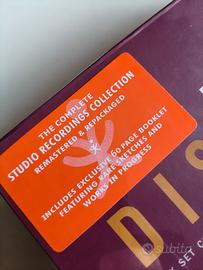 THE COMPLETE
STUDIO RECORDINGS COLLECTION
REMASTERED & REPACKAGED
INCLUDES EXCLUSIVE 60 PAGE BOOKLET
FEATURING RARE SKETCHES AND
WORKS IN PROGRESS
DIS
SET
subito